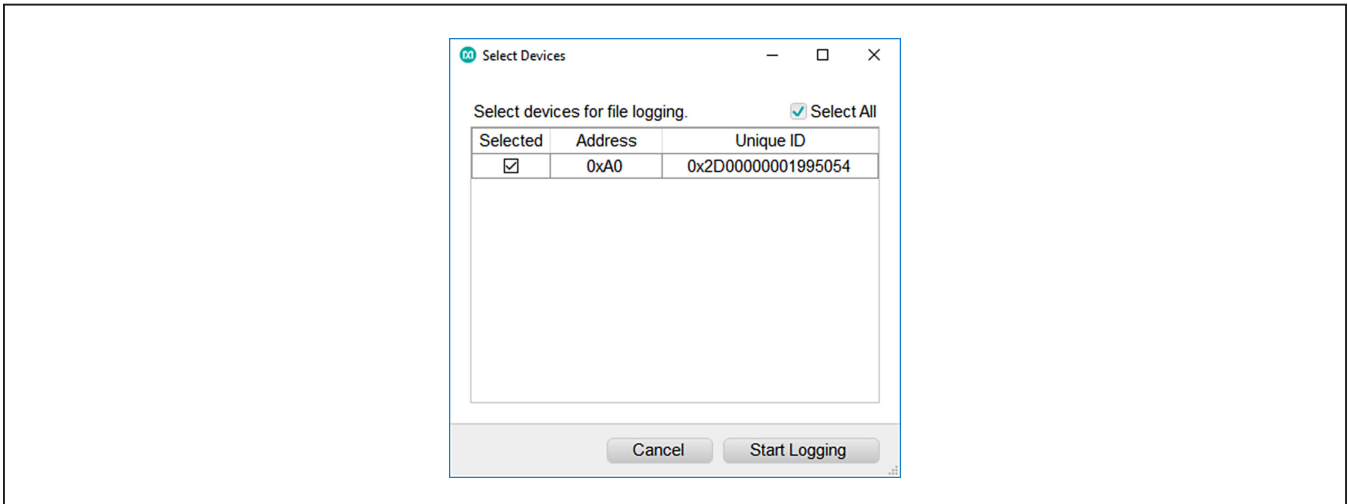 Select Devices
Select devices for file logging. Select All
Selected Address Unique ID
0xA0 0x2D00000001995054
Cancel Start Logging